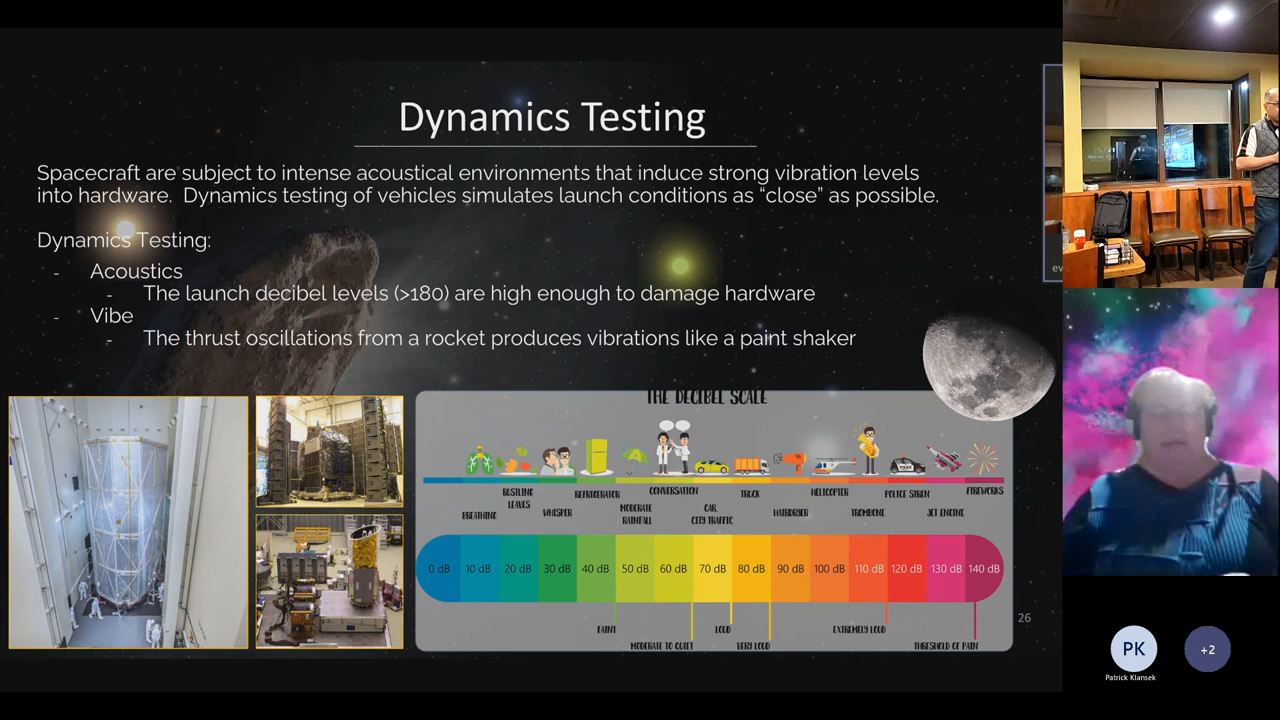 Dynamics Testing
Spacecraft are subject to intense acoustical environments that induce strong vibration levels
into hardware. Dynamics testing of vehicles simulates launch conditions as “close” as possible.
Dynamics Testing:
- Acoustics
- The launch decibel levels (>180) are high enough to damage hardware
- Vibe
- The thrust oscillations from a rocket produces vibrations like a paint shaker
THE DECIBEL SCALE
BREATHING
RUSTLING
LEAVES
WHISPER
REFRIGERATOR
MODERATE
RAINFALL
CONVERSATION
CAR,
CITY TRAFFIC
TRUCK
HAIRDRYER
HELICOPTER
TROMBONE
POLICE SIREN
JET ENGINE
FIREWORKS
POLICE
0 dB 10 dB 20 dB 30 dB 40 dB 50 dB 60 dB 70 dB 80 dB 90 dB 100 dB 110 dB 120 dB 130 dB 140 dB
FAINT
MODERATE TO QUIET
LOUD
VERY LOUD
EXTREMELY LOUD
THRESHOLD OF PAIN
26
PK
Patrick Klansek
+2